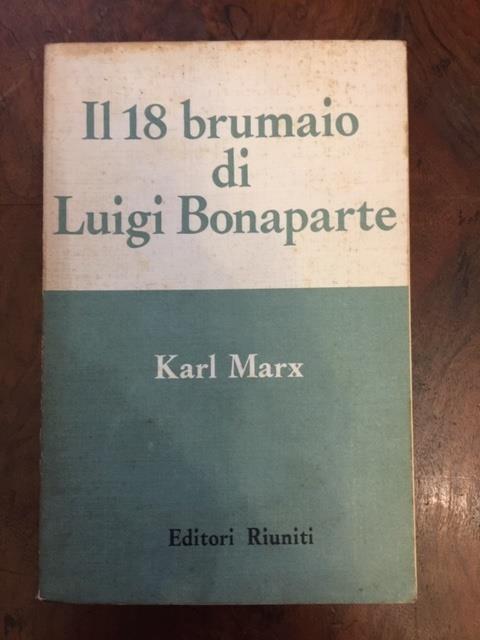 Il 18 brumaio
di
Luigi Bonaparte
Karl Marx
Editori Riuniti